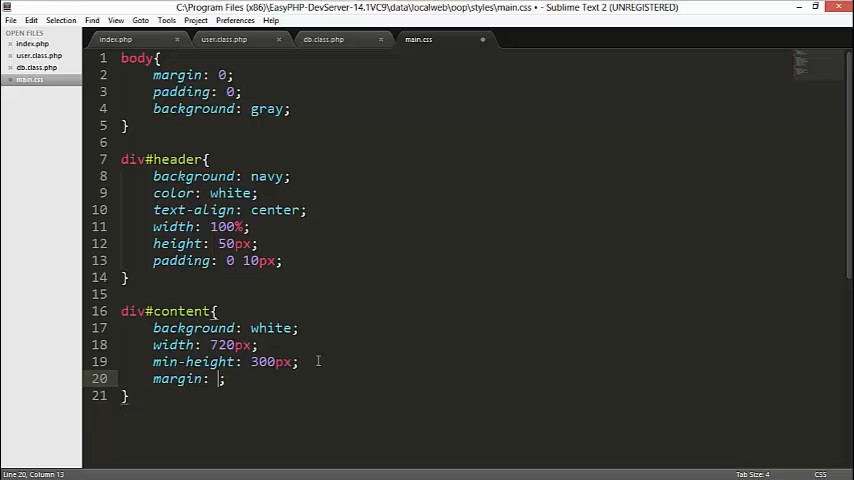 C:\Program Files (x86)\EasyPHP-DevServer-14.1VC9\data\localweb\oop\styles\main.css • - Sublime Text 2 (UNREGISTERED)
File Edit Selection Find View Goto Tools Project Preferences Help
OPEN FILES
index.php
user.class.php
db.class.php
main.css
index.php user.class.php db.class.php main.css
1 body{
2 margin: 0;
3 padding: 0;
4 background: gray;
5 }
6
7 div#header{
8 background: navy;
9 color: white;
10 text-align: center;
11 width: 100%;
12 height: 50px;
13 padding: 0 10px;
14 }
15
16 div#content{
17 background: white;
18 width: 720px;
19 min-height: 300px;
20 margin: ;
21 }
Line 20, Column 13 Tab Size: 4 CSS